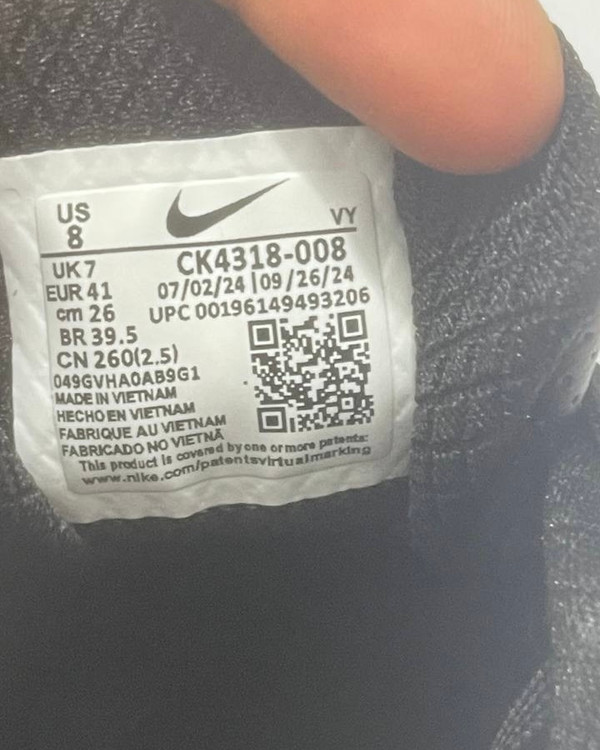 US
8
VY
UK 7
CK4318-008
EUR 41
07/02/24 | 09/26/24
cm 26
UPC 00196149493206
BR 39.5
CN 260(2.5)
049GVHA0AB9G1
MADE IN VIETNAM
HECHO EN VIETNAM
FABRIQUE AU VIETNAM
FABRICADO NO VIETNÃ
This product is covered by one or more patents:
www.nike.com/patentsvirtualmarking